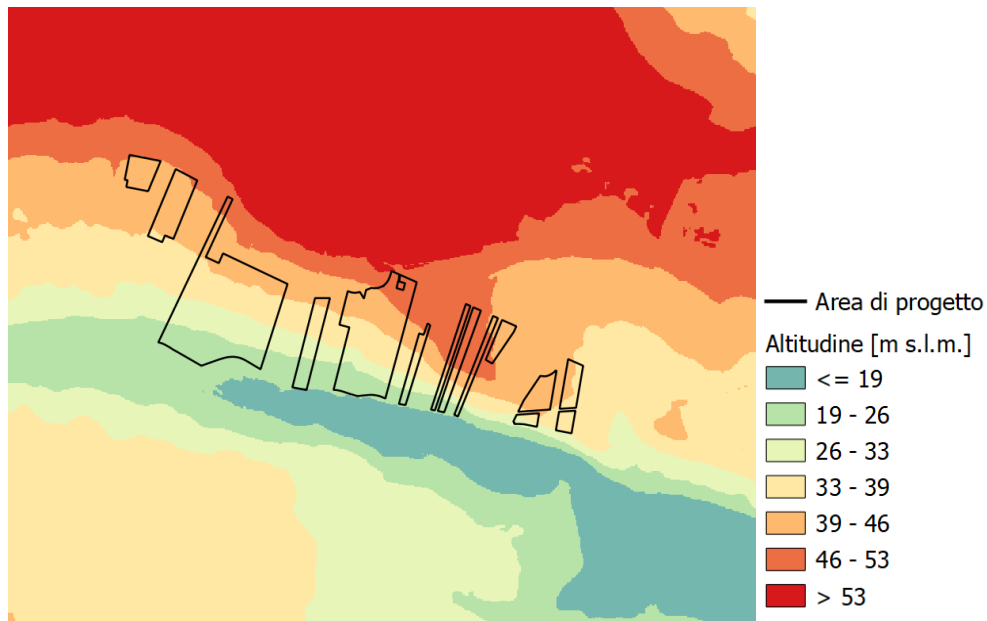 Area di progetto
Altitudine [m s.l.m.]
<= 19
19 - 26
26 - 33
33 - 39
39 - 46
46 - 53
> 53